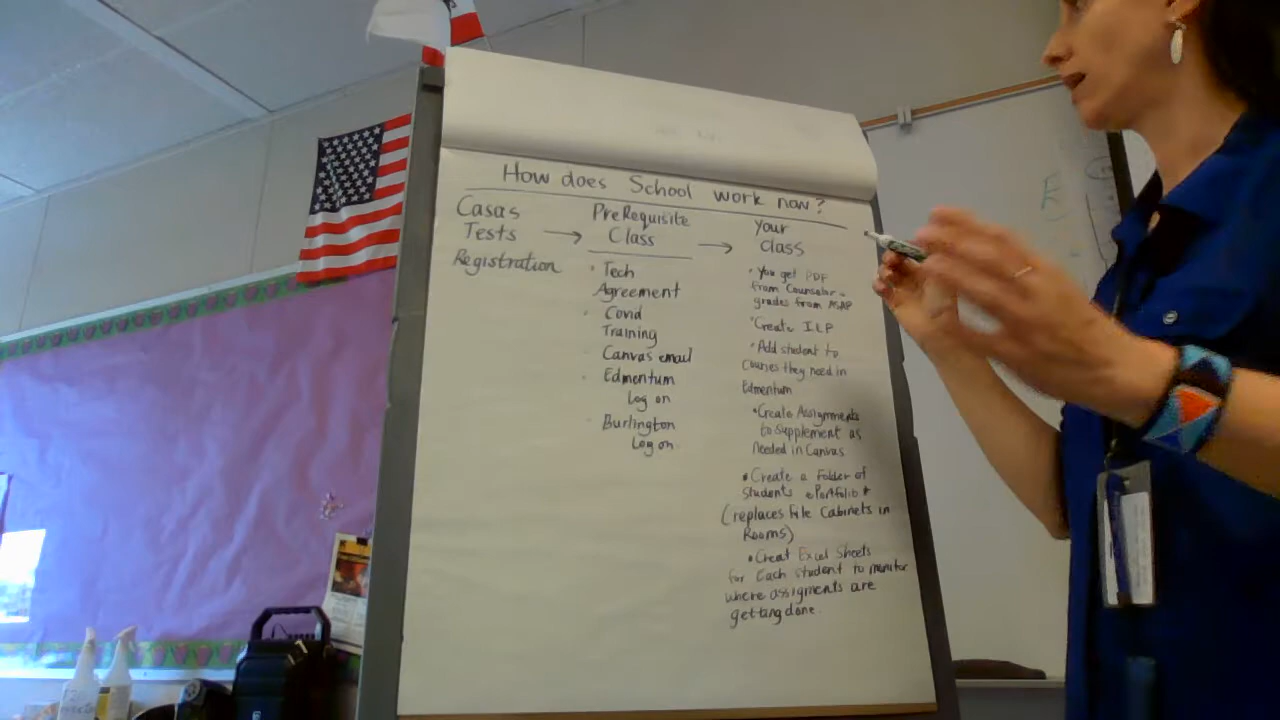 How does School work now?
Casas
Tests
Registration
PreRequisite
Class
• Tech
Agreement
• Covid
Training
Canvas email
• Edmentum
Log on
Burlington
Log on
Your
Class
• You get PDF
from Counselor -
grades from ASAP
• Create ILP
• Add student to
Courses they need in
Edmentum
• Create Assignments
to Supplement as
Needed in Canvas
• Create a Folder of
Students ePortfolio
(replaces File Cabinets in
Rooms)
• Creat Excel Sheets
for Each student to monitor
where assigments are
getting done.